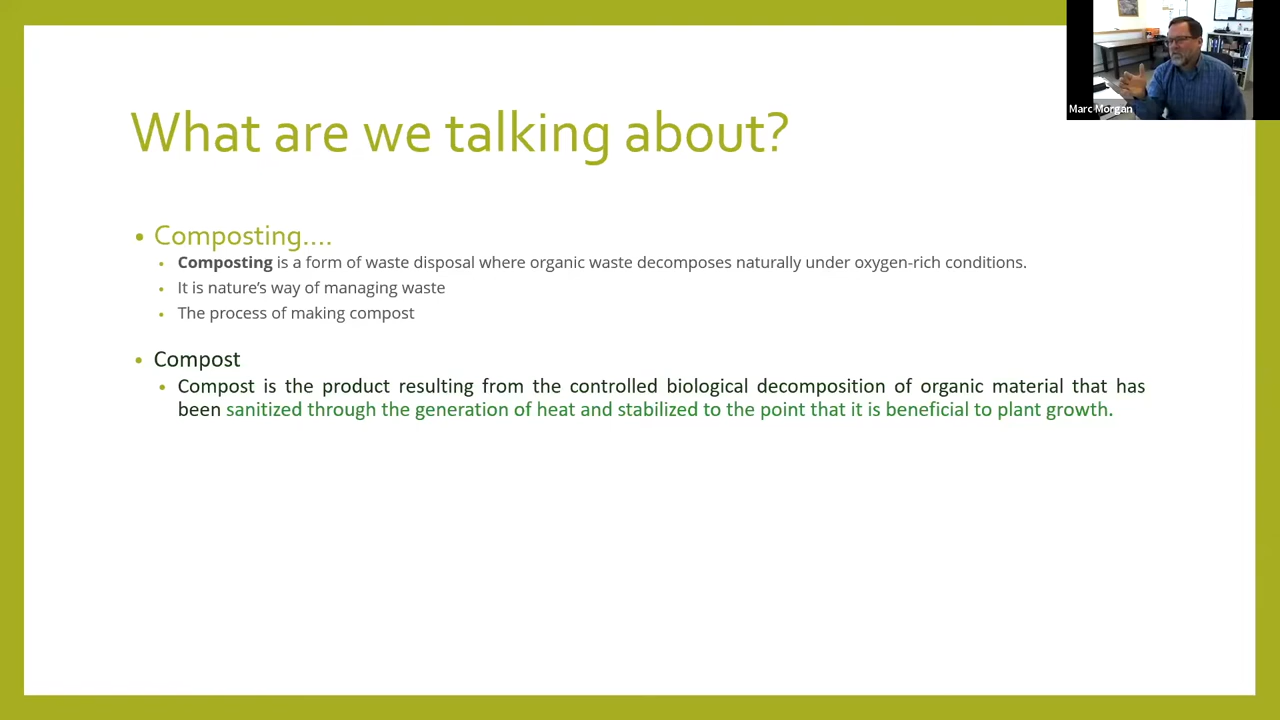 What are we talking about?
• Composting....
• Composting is a form of waste disposal where organic waste decomposes naturally under oxygen-rich conditions.
• It is nature's way of managing waste
• The process of making compost
• Compost
• Compost is the product resulting from the controlled biological decomposition of organic material that has
been sanitized through the generation of heat and stabilized to the point that it is beneficial to plant growth.
Marc Morgan